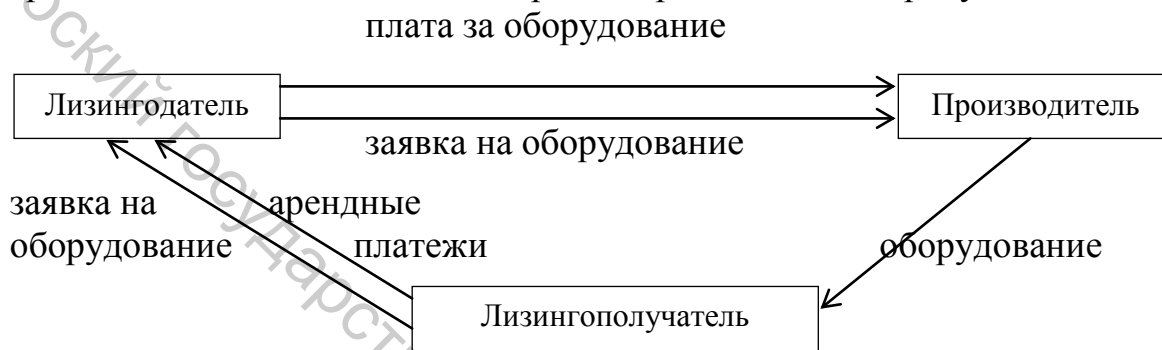 плата за оборудование
Лизингодатель
Производитель
заявка на оборудование
заявка на
оборудование
арендные
платежи
оборудование
Лизингополучатель